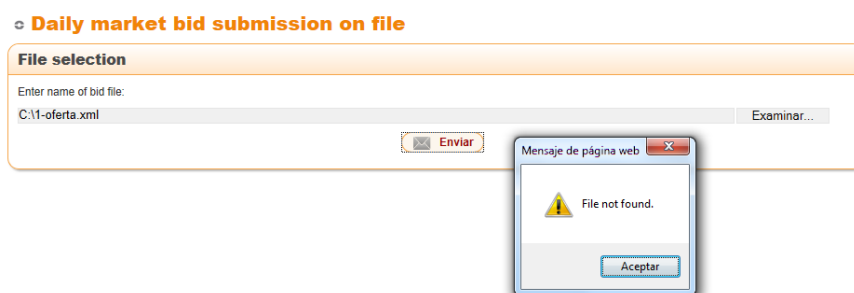 Daily market bid submission on file
File selection
Enter name of bid file:
C:\1-oferta.xml
Examinar...
Enviar
Mensaje de página web
File not found.
Aceptar